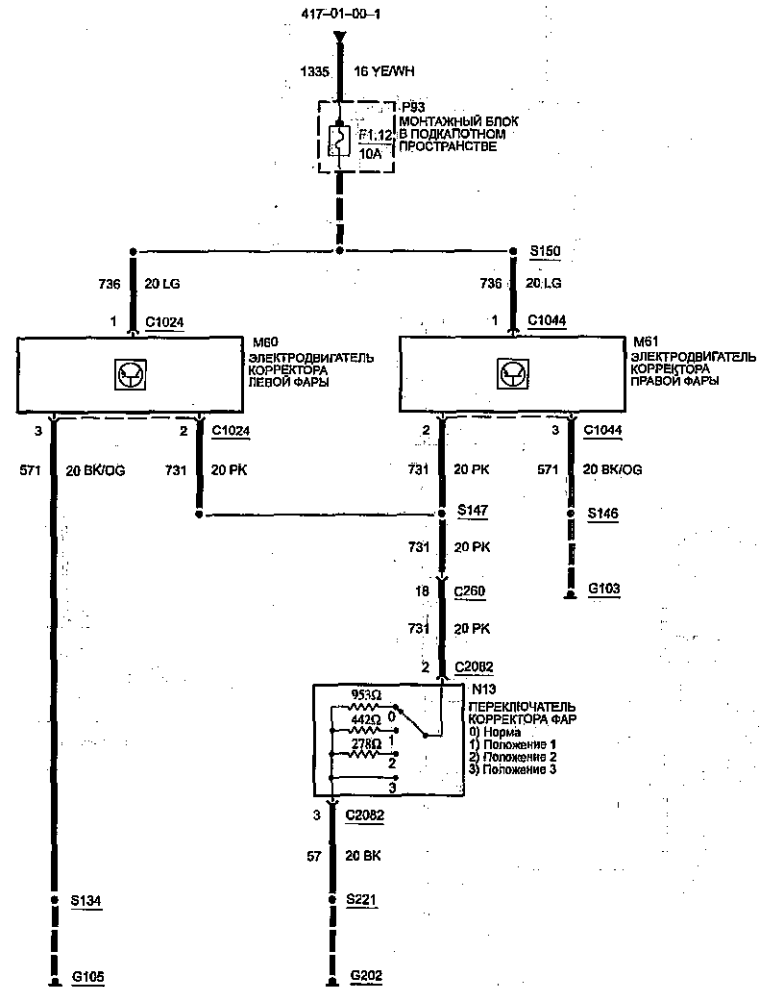 417-01-00-1
1335 16 YE/WH
P93
МОНТАЖНЫЙ БЛОК
В ПОДКАПОТНОМ
ПРОСТРАНСТВЕ
F1.12
10A
S150
736 20 LG
736 20 LG
1 C1024
1 C1044
M60
ЭЛЕКТРОДВИГАТЕЛЬ
КОРРЕКТОРА
ЛЕВОЙ ФАРЫ
M61
ЭЛЕКТРОДВИГАТЕЛЬ
КОРРЕКТОРА
ПРАВОЙ ФАРЫ
3 2 C1024
2 3 C1044
571 20 BK/OG
731 20 PK
731 20 PK
571 20 BK/OG
S147
S146
731 20 PK
18 C260
G103
731 20 PK
2 C2082
N13
ПЕРЕКЛЮЧАТЕЛЬ
КОРРЕКТОРА ФАР
0) Норма
1) Положение 1
2) Положение 2
3) Положение 3
953Ω
0
442Ω
1
278Ω
2
3
3 C2082
57 20 BK
S134
S221
G105
G202